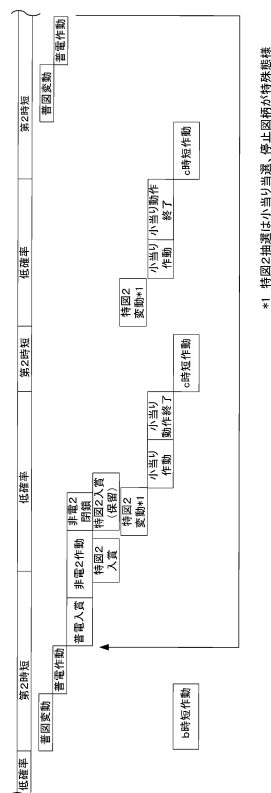 低確率
第2時短
低確率
第2時短
低確率
第2時短
普図変動
普電作動
普図変動
普電作動
普電入賞
非電2作動
非電2
閉鎖
特図2
入賞
特図2入賞
(保留)
特図2
変動*1
特図2
変動*1
小当り
作動
小当り
動作終了
小当り
作動
小当り動作
終了
b時短作動
c時短作動
c時短作動
*1 特図2抽選は小当り当選、停止図柄が特殊態様